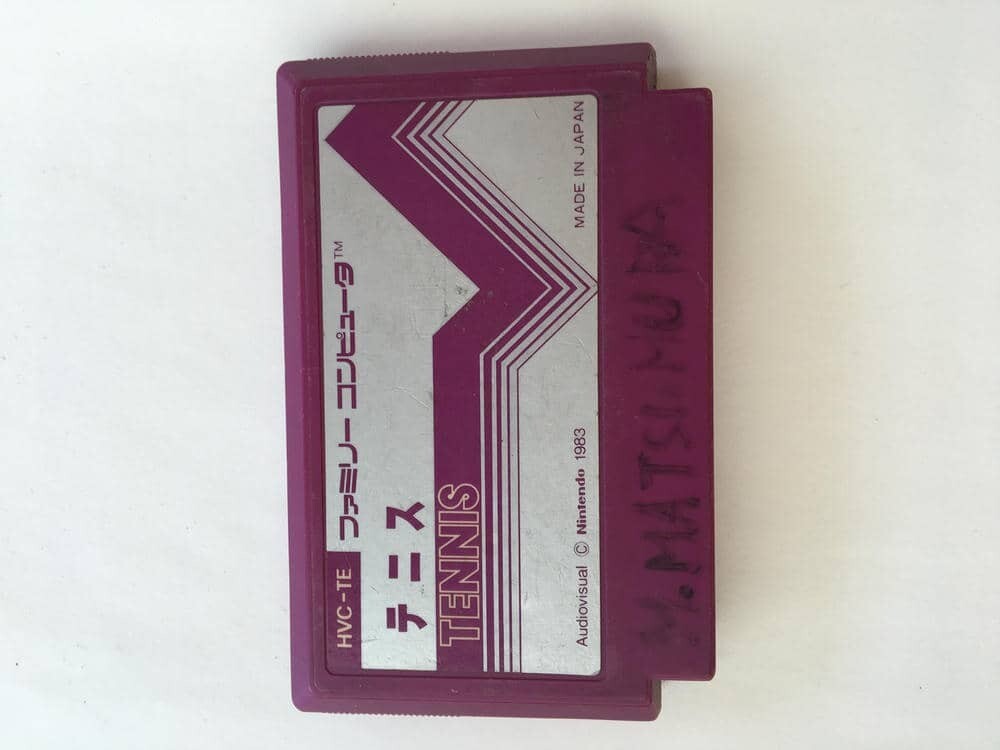 HVC-TE
ファミリーコンピュータ™
テニス
TENNIS
Audiovisual © Nintendo 1983
MADE IN JAPAN
M.MATSUMURA